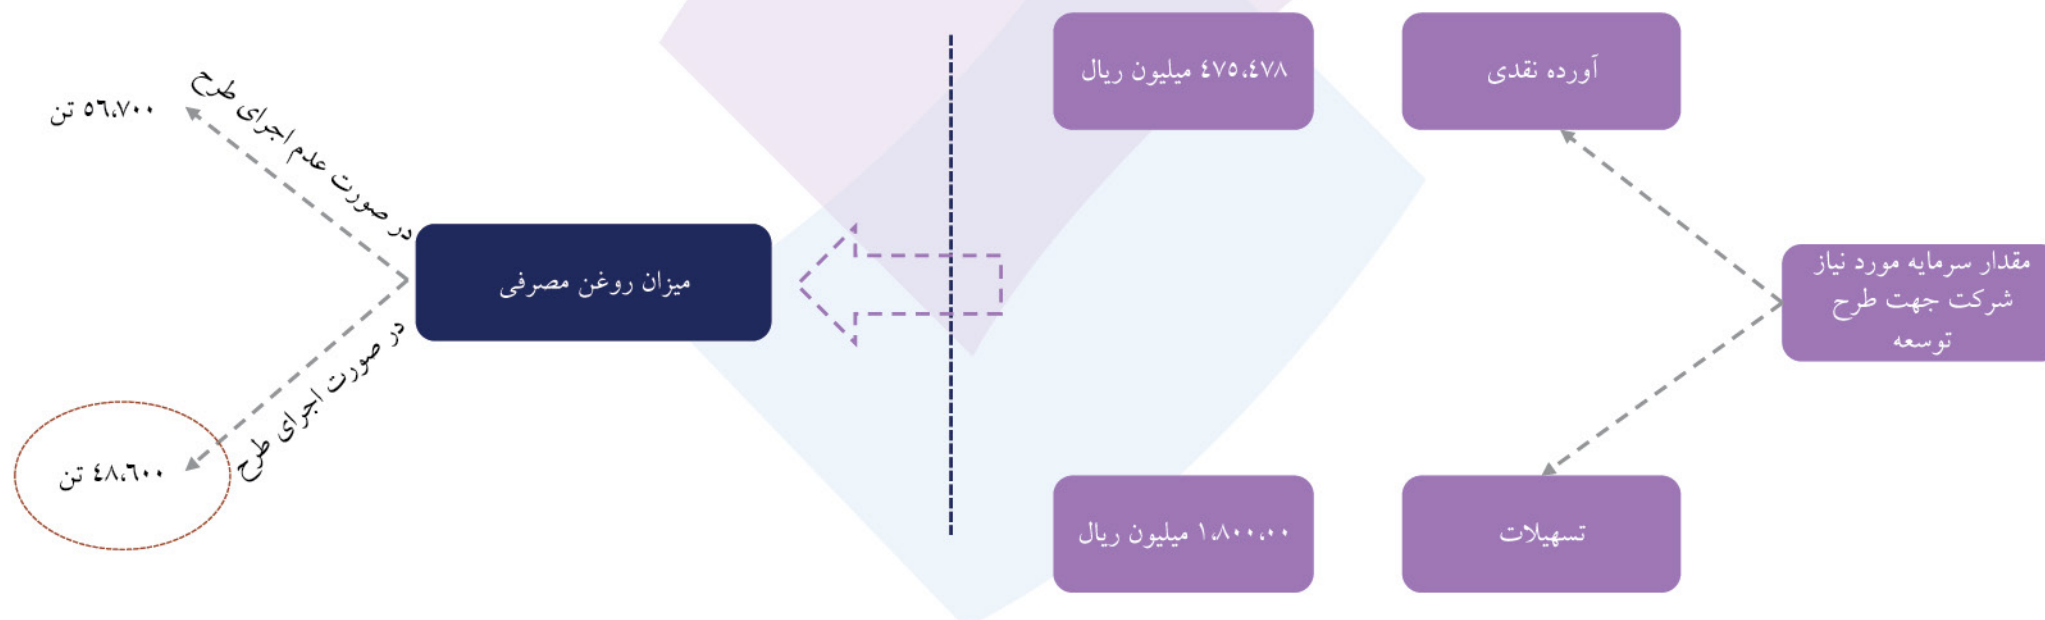 مقدار سرمایه مورد نیاز
شرکت جهت طرح
توسعه
آورده نقدی
٤٧٥،٤٧٨ میلیون ریال
تسهیلات
١،٨٠٠،٠٠ میلیون ریال
میزان روغن مصرفی
در صورت عدم اجرای طرح
٥٦،٧٠٠ تن
در صورت اجرای طرح
٤٨،٦٠٠ تن